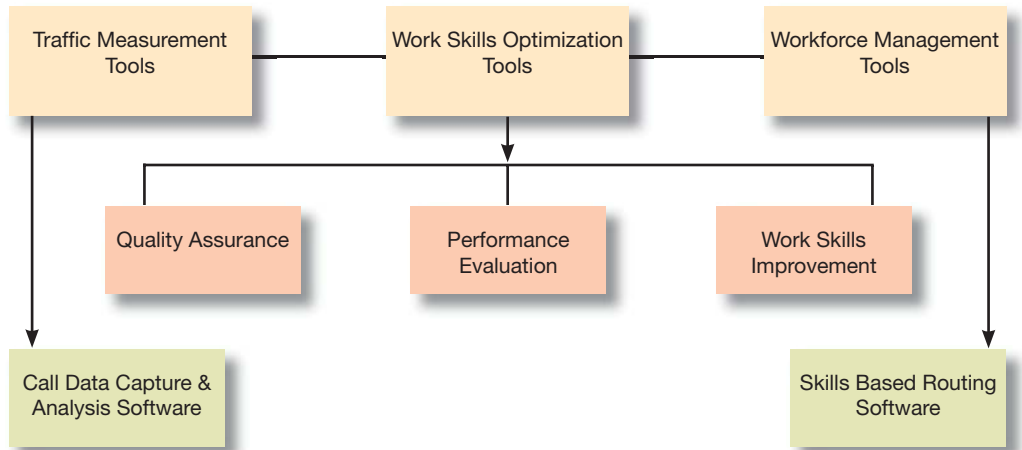 Traffic Measurement
Tools
Work Skills Optimization
Tools
Workforce Management
Tools
Quality Assurance
Performance
Evaluation
Work Skills
Improvement
Call Data Capture &
Analysis Software
Skills Based Routing
Software